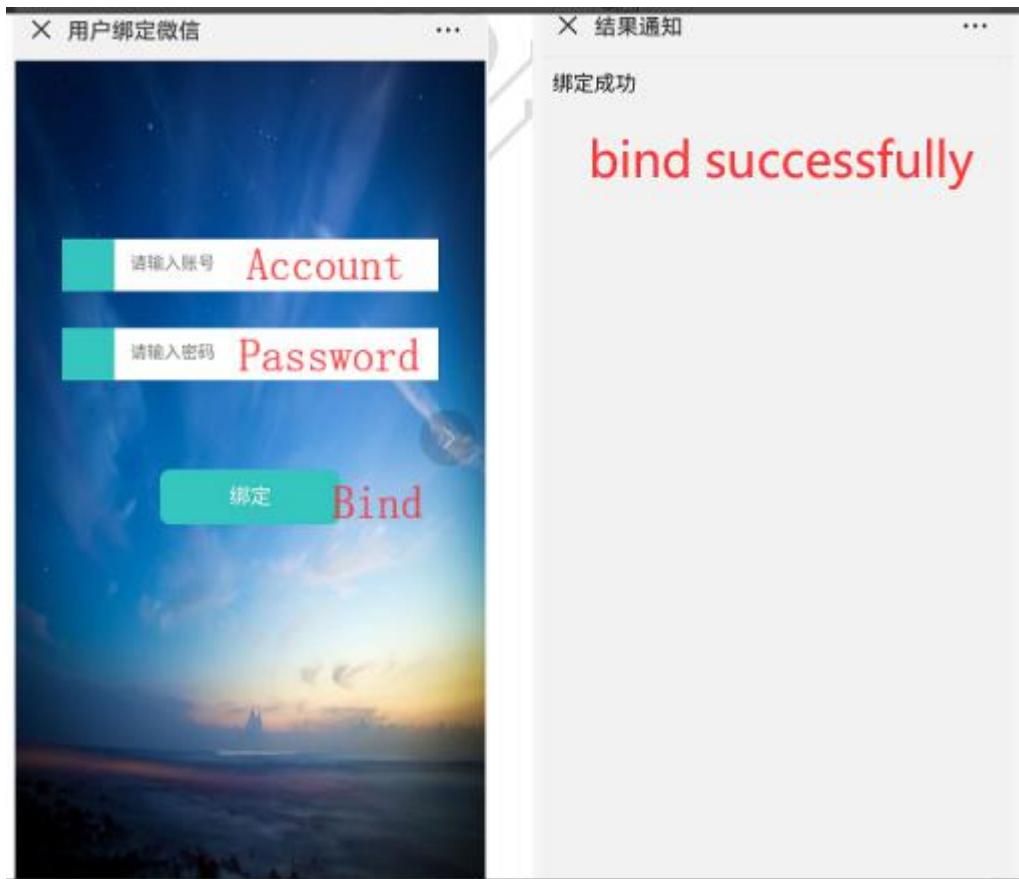 用户绑定微信
请输入账号 Account
请输入密码 Password
绑定 Bind
结果通知
绑定成功
bind successfully